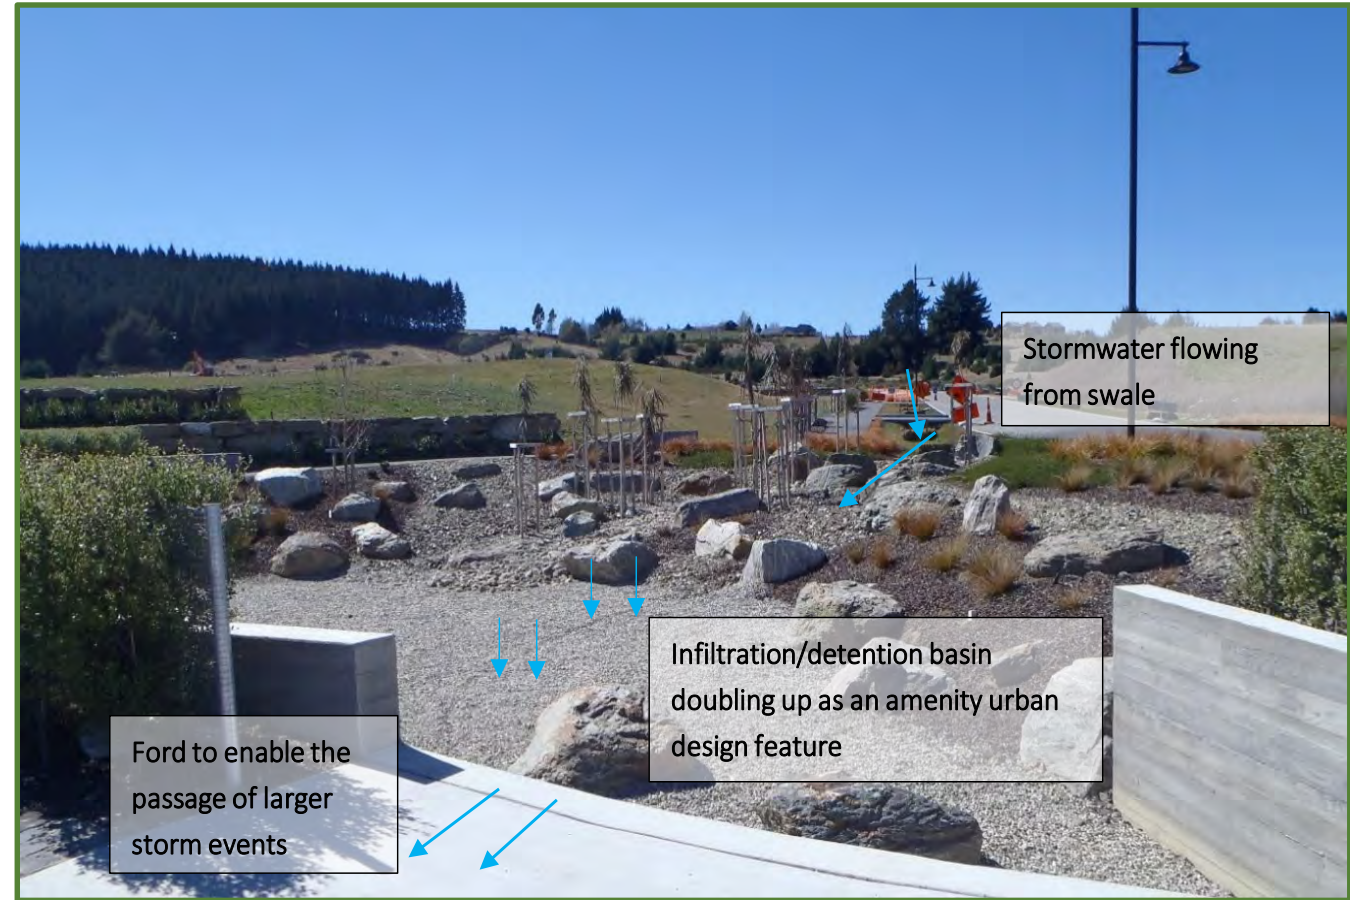 Stormwater flowing
from swale
Infiltration/detention basin
doubling up as an amenity urban
design feature
Ford to enable the
passage of larger
storm events